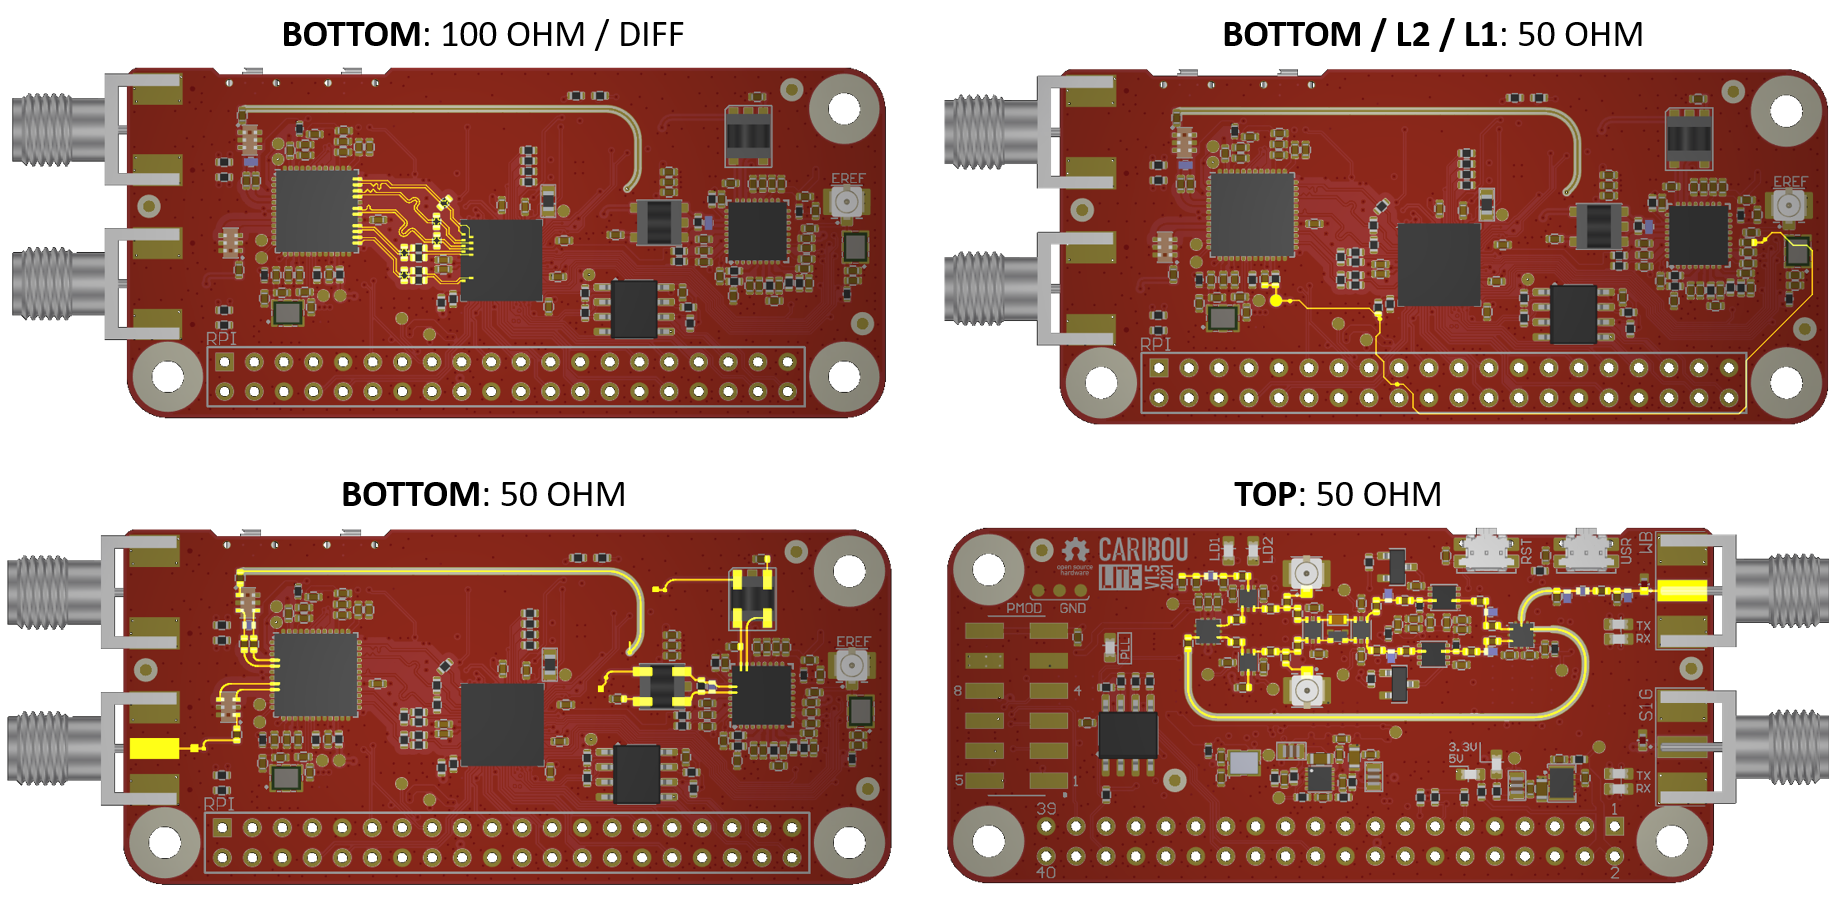 BOTTOM: 100 OHM / DIFF
EREF
RPI
BOTTOM / L2 / L1: 50 OHM
EREF
RPI
BOTTOM: 50 OHM
EREF
RPI
TOP: 50 OHM
CARIBOU
open source
hardware
LITE
V1.5
2021
LD1
LD2
RST
USR
WB
PMOD
GND
PLL
TX
RX
8
4
S1G
3.3V
5V
5
1
TX
RX
39
1
40
2